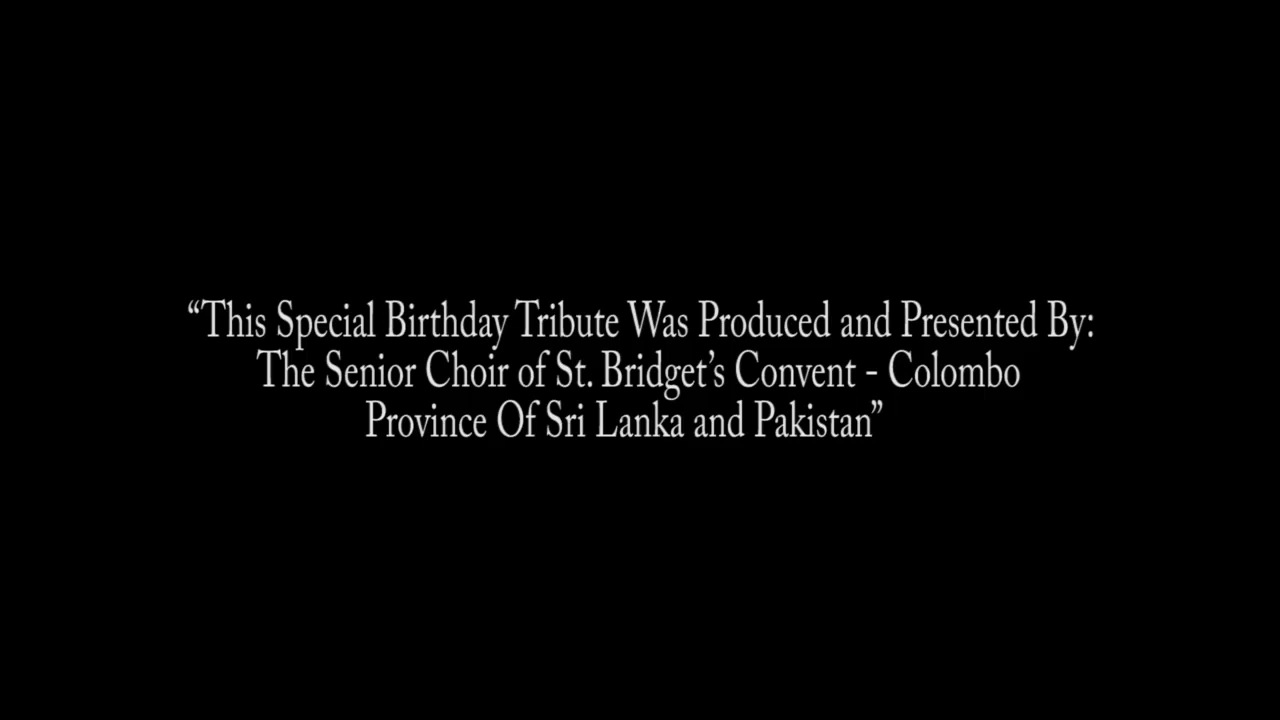 “This Special Birthday Tribute Was Produced and Presented By:
The Senior Choir of St. Bridget’s Convent - Colombo
Province Of Sri Lanka and Pakistan”